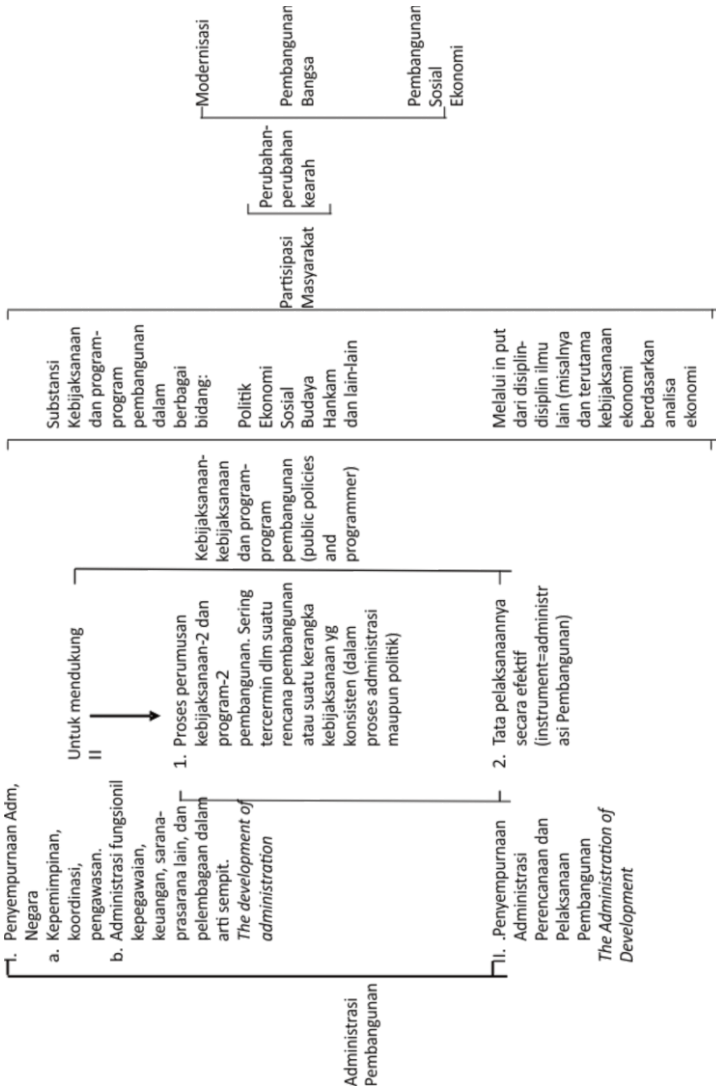 Administrasi
Pembangunan
I. Penyempurnaan Adm,
Negara
a. Kepemimpinan,
koordinasi,
pengawasan.
b. Administrasi fungsionil
kepegawaian,
keuangan, sarana-
prasarana lain, dan
pelembagaan dalam
arti sempit.
The development of
administration
II. .Penyempurnaan
Administrasi
Perencanaan dan
Pelaksanaan
Pembangunan
The Administration of
Development
Untuk mendukung
II
1. Proses perumusan
kebijaksanaan-2 dan
program-2
pembangunan. Sering
tercermin dlm suatu
rencana pembangunan
atau suatu kerangka
kebijaksanaan yg
konsisten (dalam
proses administrasi
maupun politik)
2. Tata pelaksanaannya
secara efektif
(instrument=administr
asi Pembangunan)
Kebijaksanaan-
kebijaksanaan
dan program-
program
pembangunan
(public policies
and
programmer)
Substansi
Kebijaksanaan
dan program-
program
pembangunan
dalam
berbagai
bidang:
Politik
Ekonomi
Sosial
Budaya
Hankam
dan lain-lain
Melalui in put
dari disiplin-
disiplin ilmu
lain (misalnya
dan terutama
kebijaksanaan
ekonomi
berdasarkan
analisa
ekonomi
Partisipasi
Masyarakat
Perubahan-
perubahan
kearah
Modernisasi
Pembangunan
Bangsa
Pembangunan
Sosial
Ekonomi